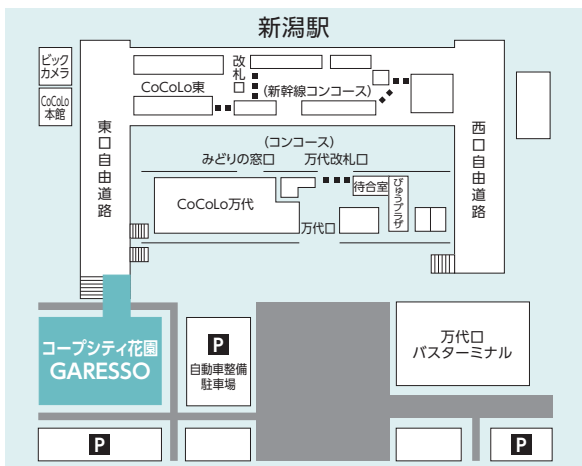 新潟駅
ビック
カメラ
CoCoLo
本館
改札口
CoCoLo東
(新幹線コンコース)
東口自由道路
西口自由道路
(コンコース)
みどりの窓口
万代改札口
待合室
びゅうプラザ
CoCoLo万代
万代口
コープシティ花園
GARESSO
P
自動車整備
駐車場
万代口
バスターミナル
P
P